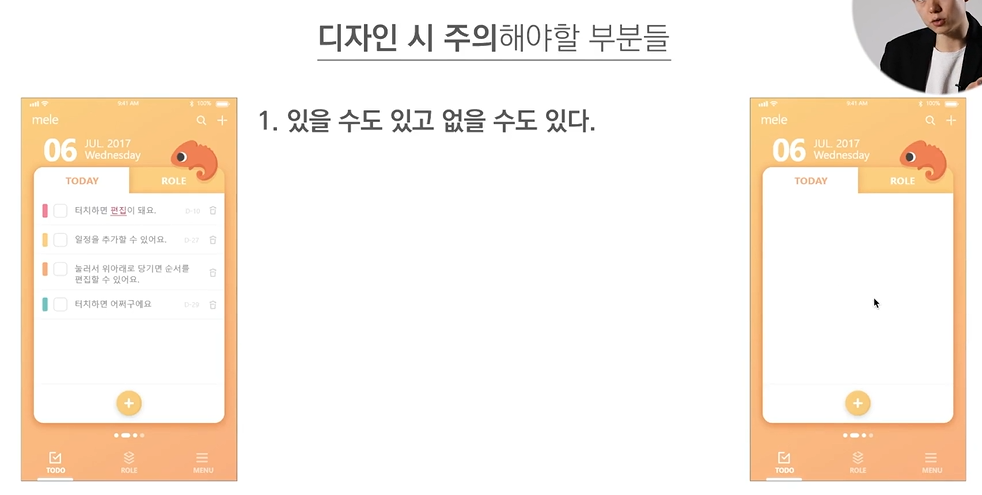 디자인 시 주의해야할 부분들
1. 있을 수도 있고 없을 수도 있다.
9:41 AM
100%
mele
06
JUL. 2017
Wednesday
TODAY
ROLE
터치하면 편집이 돼요.
D-19
일정을 추가할 수 있어요.
D-27
눌러서 위아래로 당기면 순서를
편집할 수 있어요.
터치하면 어쩌구에요
D-29
TODO
ROLE
MENU
9:41 AM
100%
mele
06
JUL. 2017
Wednesday
TODAY
ROLE
TODO
ROLE
MENU